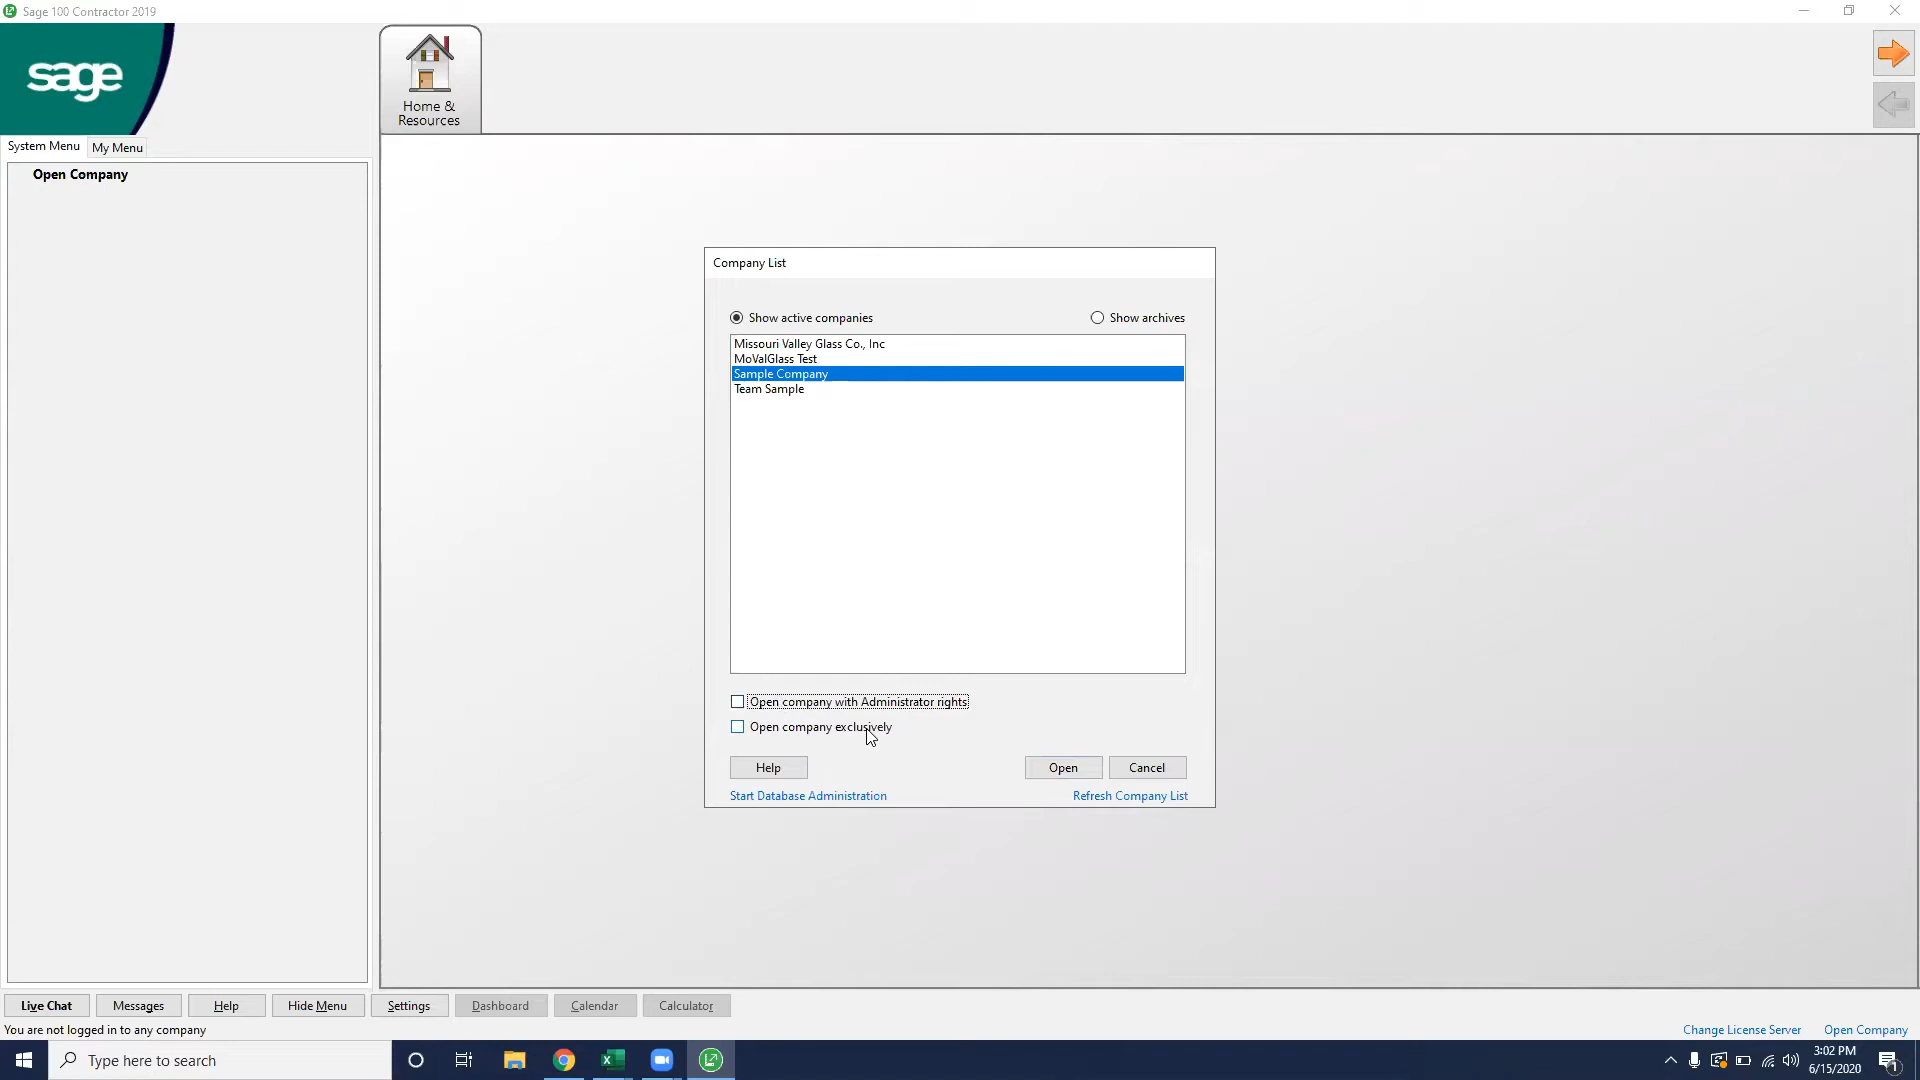 Sage 100 Contractor 2019
sage
Home &
Resources
System Menu
My Menu
Open Company
Company List
Show active companies
Show archives
Missouri Valley Glass Co., Inc
MoValGlass Test
Sample Company
Team Sample
Open company with Administrator rights
Open company exclusively
Help
Open
Cancel
Start Database Administration
Refresh Company List
Live Chat
Messages
Help
Hide Menu
Settings
Dashboard
Calendar
Calculator
You are not logged in to any company
Change License Server
Open Company
Type here to search
3:02 PM
6/15/2020
1